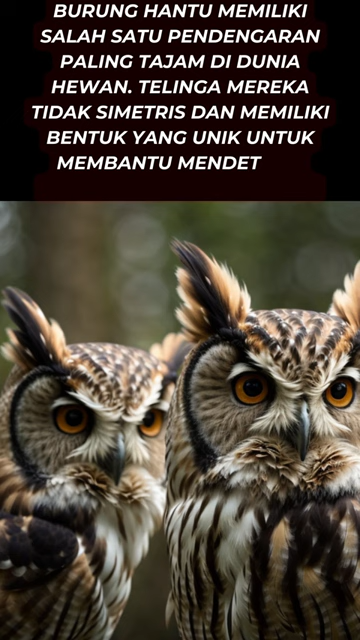 BURUNG HANTU MEMILIKI
SALAH SATU PENDENGARAN
PALING TAJAM DI DUNIA
HEWAN. TELINGA MEREKA
TIDAK SIMETRIS DAN MEMILIKI
BENTUK YANG UNIK UNTUK
MEMBANTU MENDET